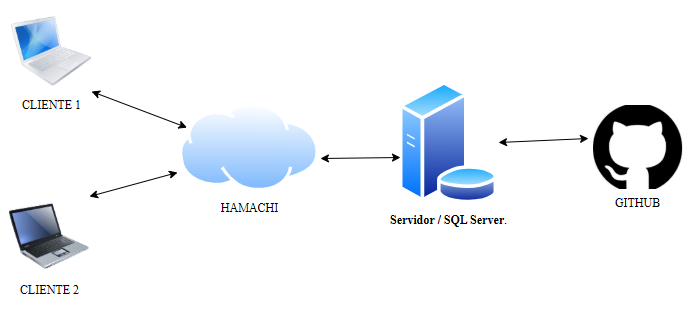 CLIENTE 1
HAMACHI
Servidor / SQL Server.
GITHUB
CLIENTE 2